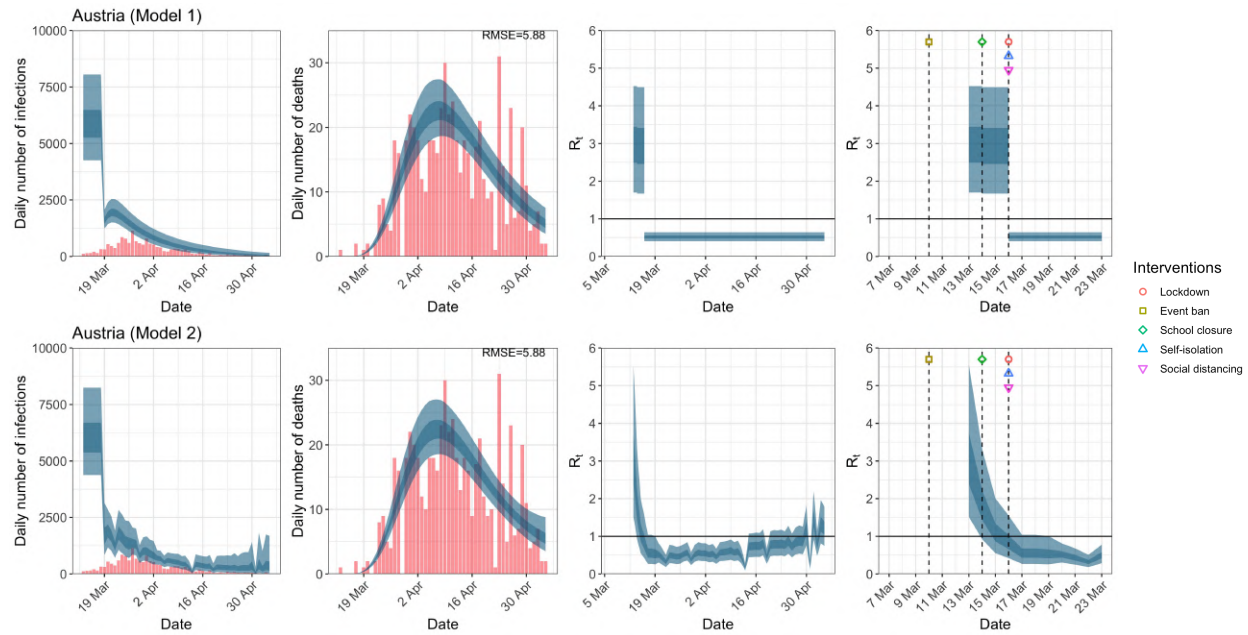 Austria (Model 1)
Daily number of infections
10000
7500
5000
2500
0
19 Mar
2 Apr
16 Apr
30 Apr
Date
RMSE=5.88
Daily number of deaths
30
20
10
0
19 Mar
2 Apr
16 Apr
30 Apr
Date
Rt
6
5
4
3
2
1
0
5 Mar
19 Mar
2 Apr
16 Apr
30 Apr
Date
Rt
6
5
4
3
2
1
0
7 Mar
9 Mar
11 Mar
13 Mar
15 Mar
17 Mar
19 Mar
21 Mar
23 Mar
Date
Interventions
Lockdown
Event ban
School closure
Self-isolation
Social distancing
Austria (Model 2)
Daily number of infections
10000
7500
5000
2500
0
19 Mar
2 Apr
16 Apr
30 Apr
Date
RMSE=5.88
Daily number of deaths
30
20
10
0
19 Mar
2 Apr
16 Apr
30 Apr
Date
Rt
6
5
4
3
2
1
0
5 Mar
19 Mar
2 Apr
16 Apr
30 Apr
Date
Rt
6
5
4
3
2
1
0
7 Mar
9 Mar
11 Mar
13 Mar
15 Mar
17 Mar
19 Mar
21 Mar
23 Mar
Date